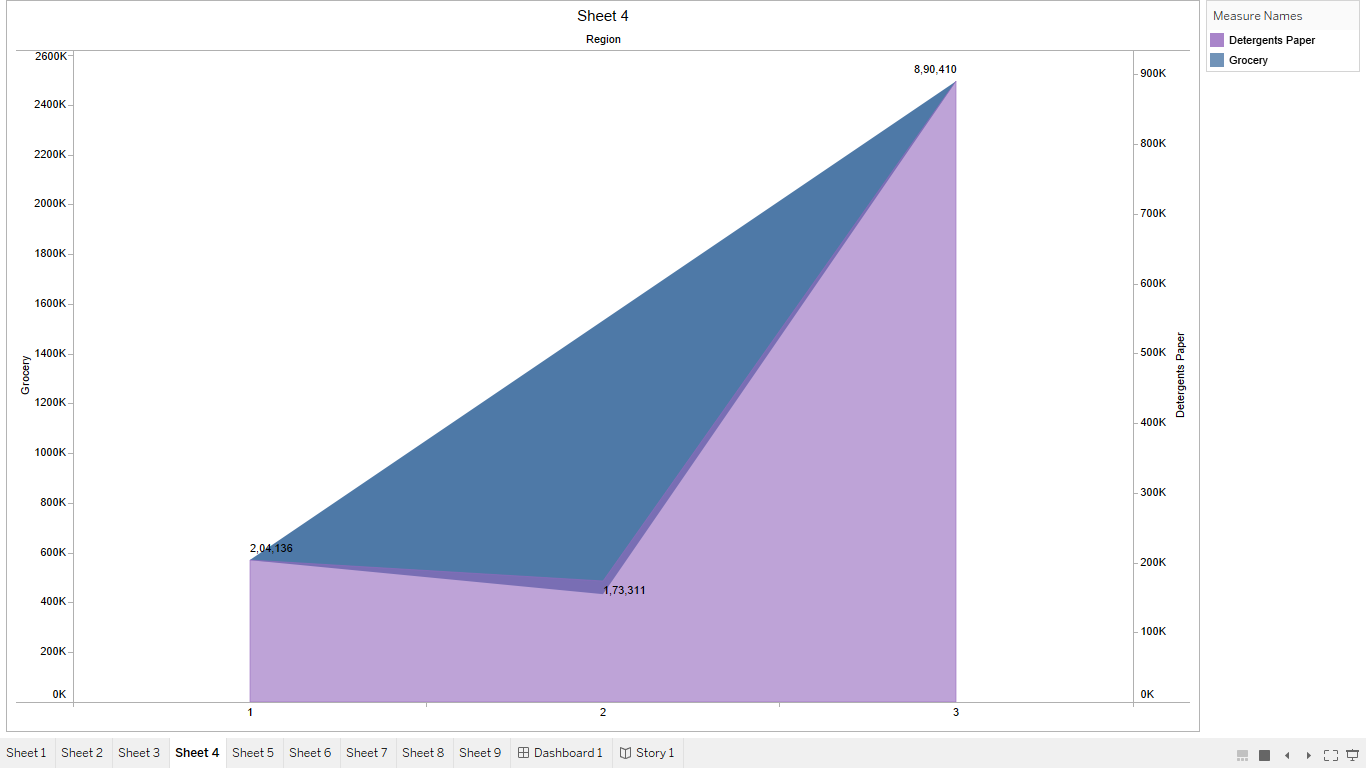 Sheet 4
Region
Measure Names
Detergents Paper
Grocery
2600K
2400K
2200K
2000K
1800K
1600K
1400K
1200K
1000K
800K
600K
400K
200K
0K
Grocery
8,90,410
2,04,136
1,73,311
900K
800K
700K
600K
500K
400K
300K
200K
100K
0K
Detergents Paper
1 2 3
Sheet 1 Sheet 2 Sheet 3 Sheet 4 Sheet 5 Sheet 6 Sheet 7 Sheet 8 Sheet 9 Dashboard 1 Story 1